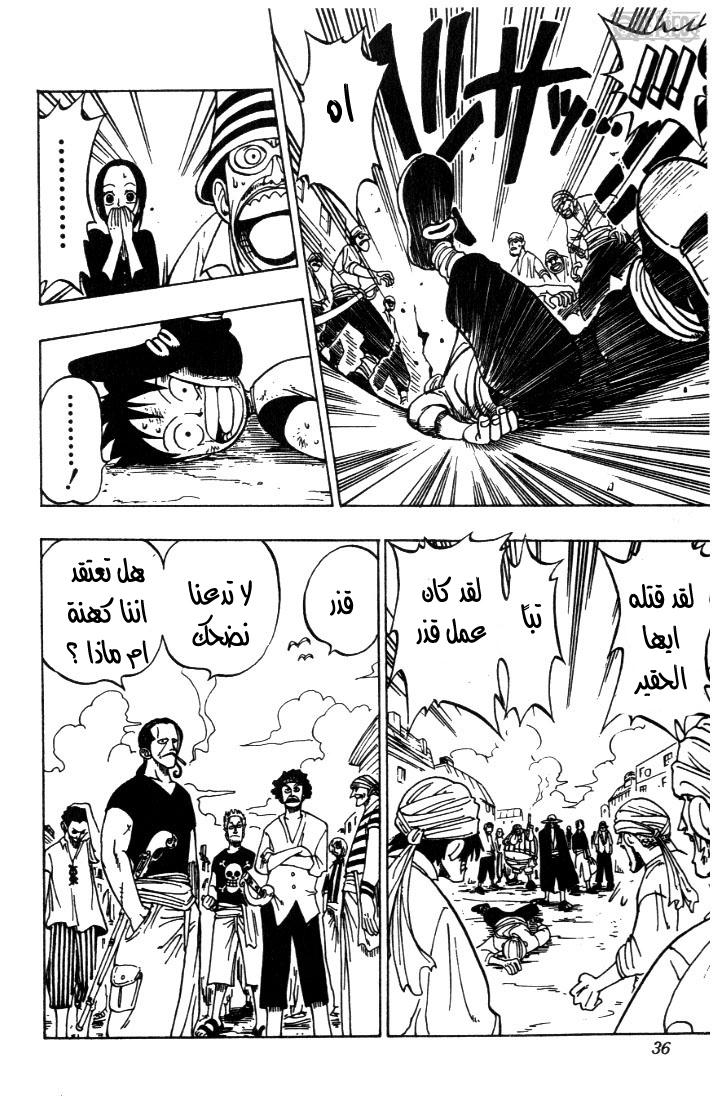 !!!
اه
.........
.......!
لقد قتله
ايها
الحقير
تبًا
لقد كان
عمل قذر
قذر
لا تدعنا
نضحك
هل تعتقد
اننا كهنة
ام ماذا ؟
36